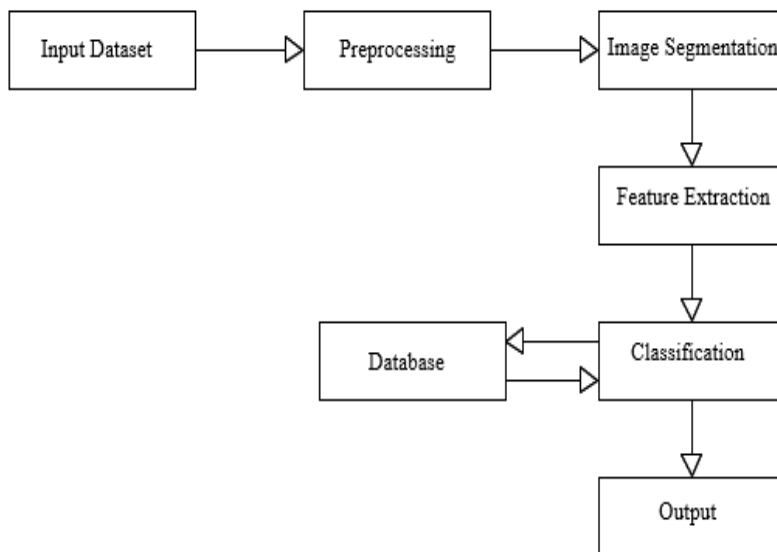 Input Dataset
Preprocessing
Image Segmentation
Feature Extraction
Database
Classification
Output